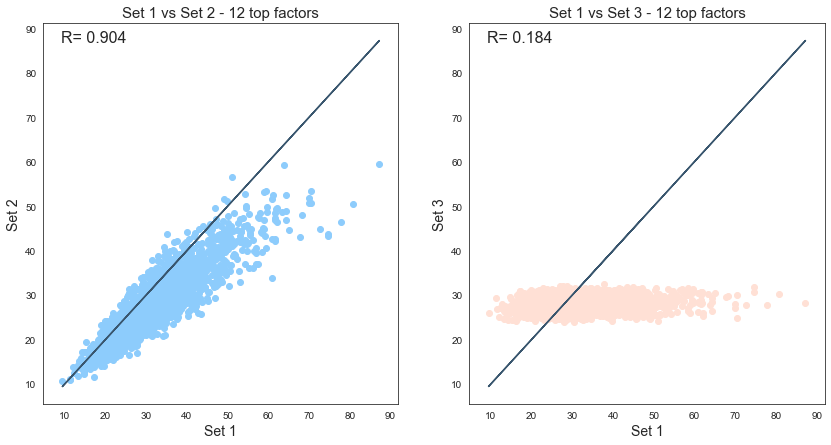 Set 1 vs Set 2 - 12 top factors
R= 0.904
90
80
70
60
50
40
30
20
10
Set 2
10 20 30 40 50 60 70 80 90
Set 1
Set 1 vs Set 3 - 12 top factors
R= 0.184
90
80
70
60
50
40
30
20
10
Set 3
10 20 30 40 50 60 70 80 90
Set 1